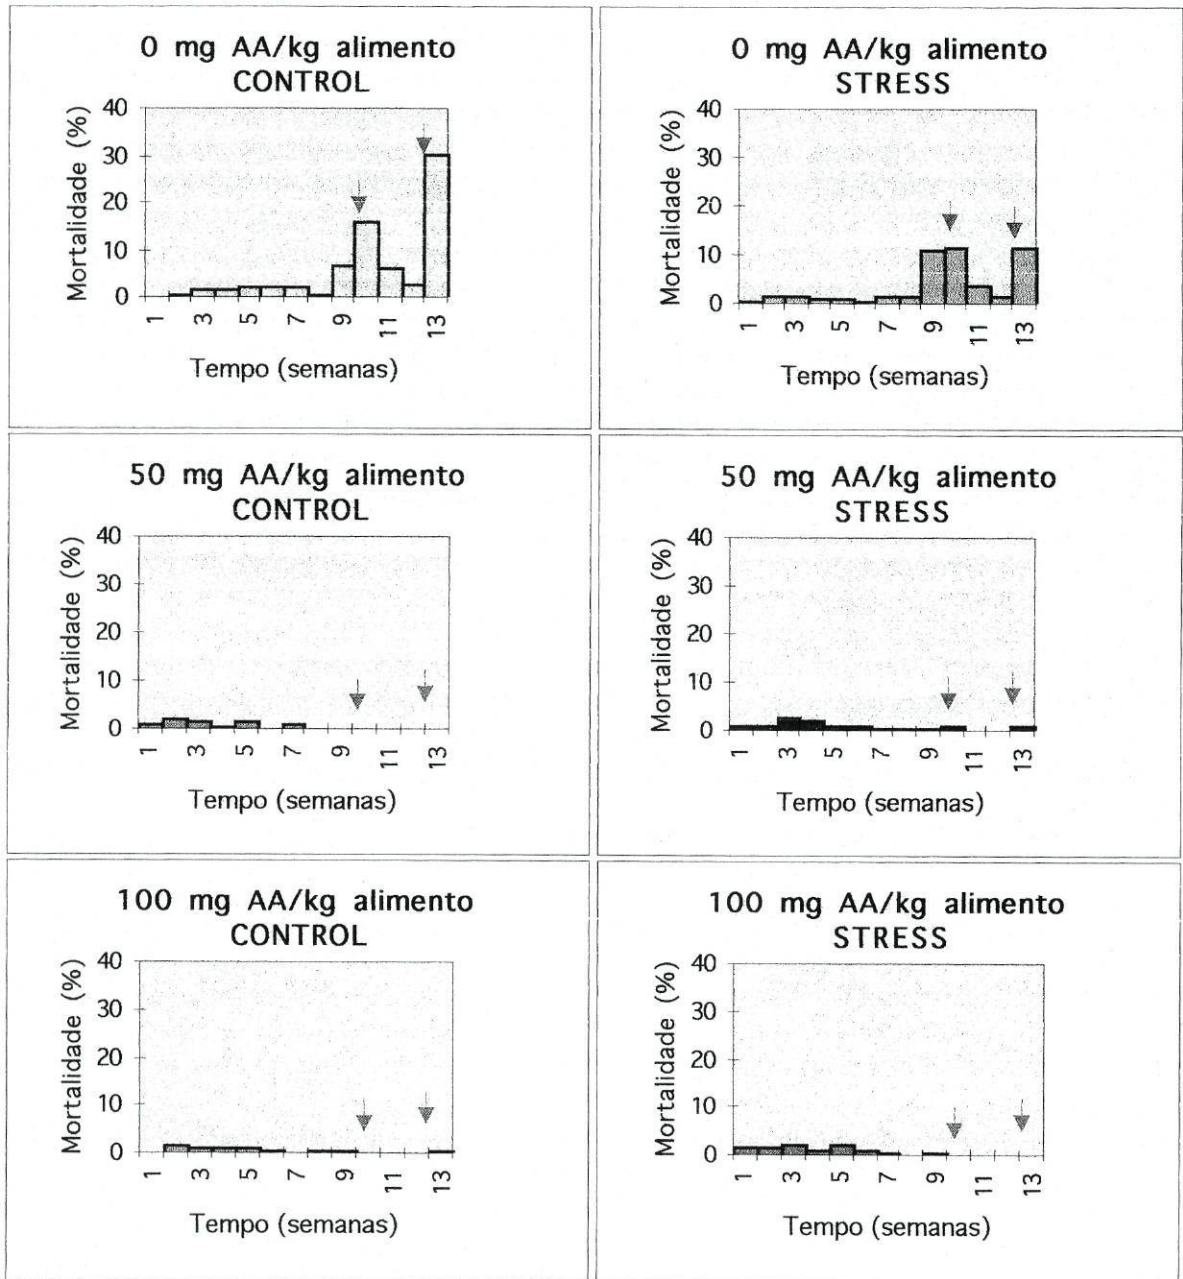 0 mg AA/kg alimento
CONTROL
Mortalidade (%)
40
30
20
10
0
1 3 5 7 9 11 13
Tempo (semanas)
0 mg AA/kg alimento
STRESS
Mortalidade (%)
40
30
20
10
0
1 3 5 7 9 11 13
Tempo (semanas)
50 mg AA/kg alimento
CONTROL
Mortalidade (%)
40
30
20
10
0
1 3 5 7 9 11 13
Tempo (semanas)
50 mg AA/kg alimento
STRESS
Mortalidade (%)
40
30
20
10
0
1 3 5 7 9 11 13
Tempo (semanas)
100 mg AA/kg alimento
CONTROL
Mortalidade (%)
40
30
20
10
0
1 3 5 7 9 11 13
Tempo (semanas)
100 mg AA/kg alimento
STRESS
Mortalidade (%)
40
30
20
10
0
1 3 5 7 9 11 13
Tempo (semanas)